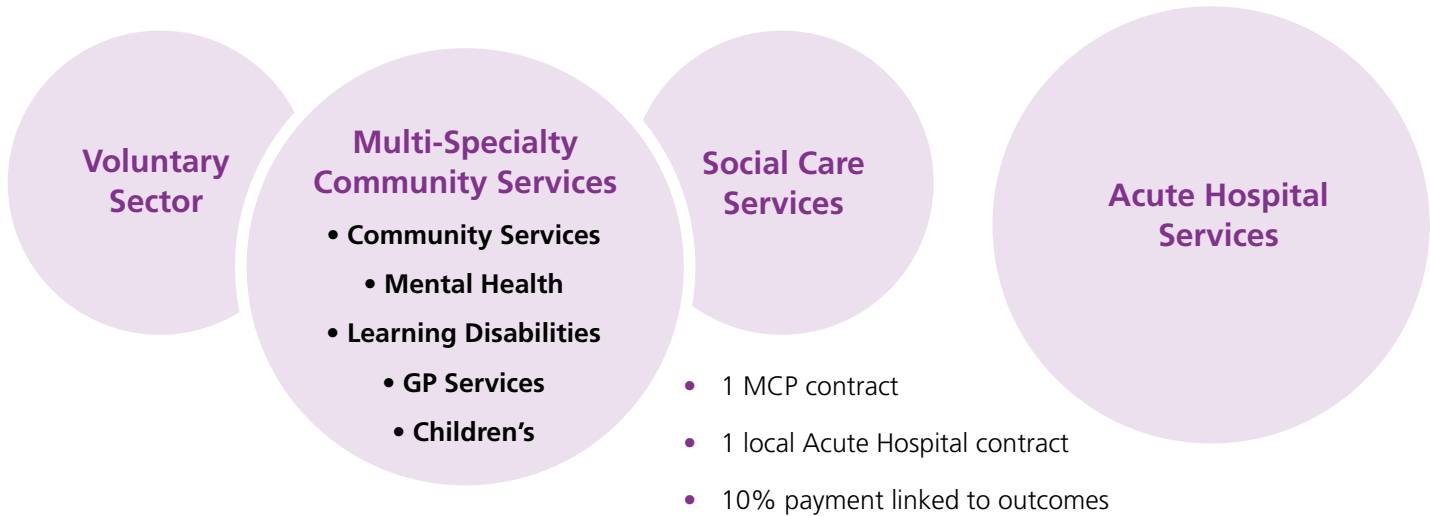 Voluntary
Sector
Multi-Specialty
Community Services
• Community Services
• Mental Health
• Learning Disabilities
• GP Services
• Children's
Social Care
Services
Acute Hospital
Services
• 1 MCP contract
• 1 local Acute Hospital contract
• 10% payment linked to outcomes